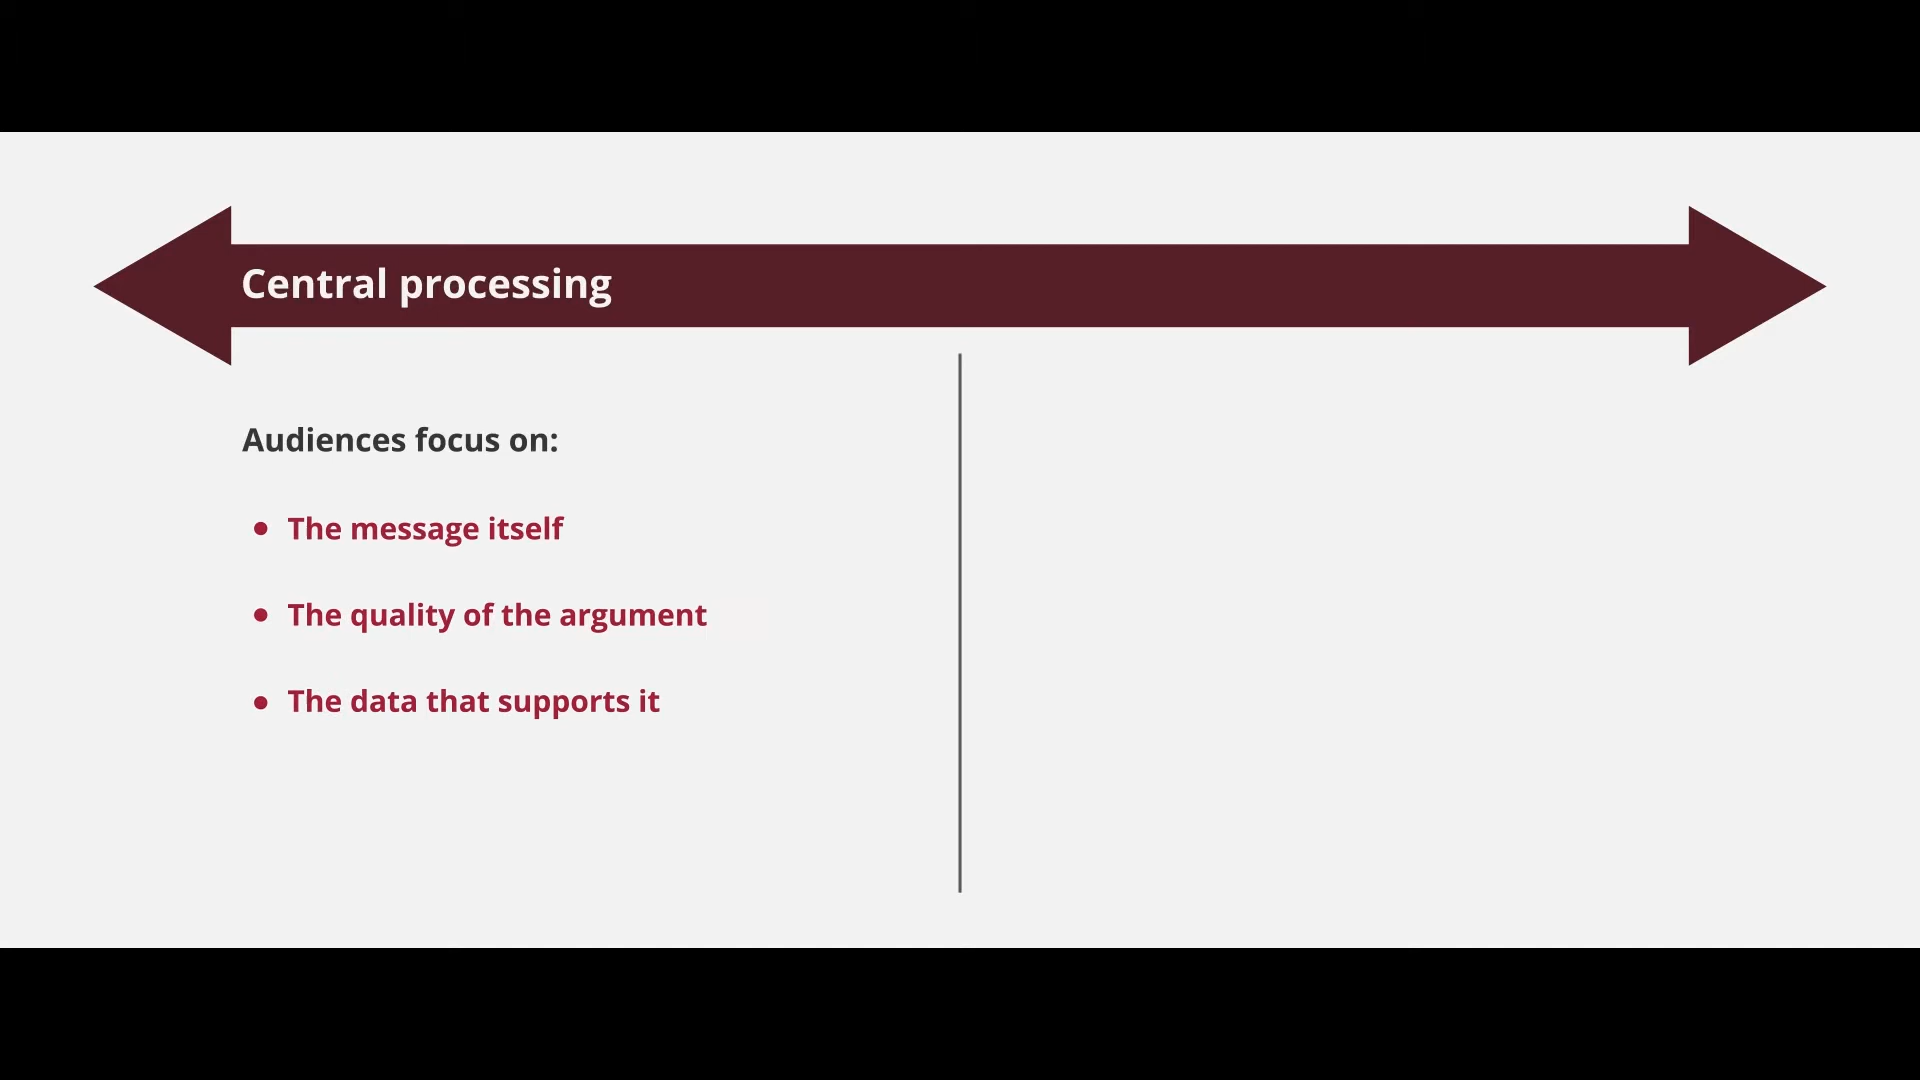 Central processing
Audiences focus on:
• The message itself
• The quality of the argument
• The data that supports it